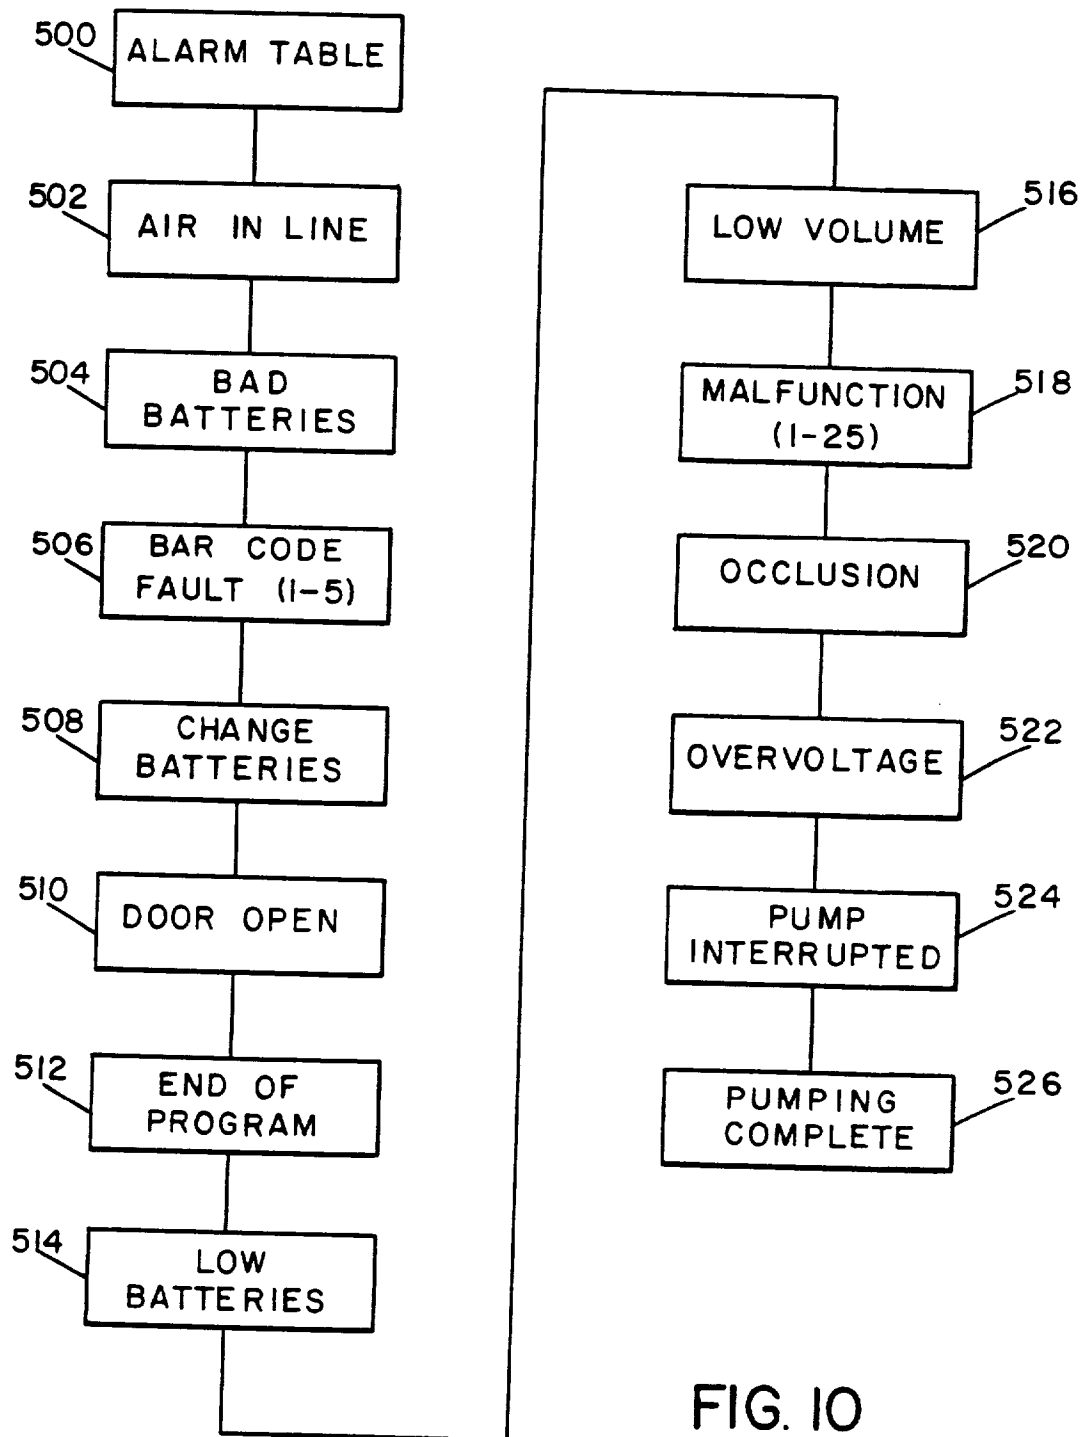 500
ALARM TABLE
502
AIR IN LINE
504
BAD
BATTERIES
506
BAR CODE
FAULT (1-5)
508
CHANGE
BATTERIES
510
DOOR OPEN
512
END OF
PROGRAM
514
LOW
BATTERIES
516
LOW VOLUME
518
MALFUNCTION
(1-25)
520
OCCLUSION
522
OVERVOLTAGE
524
PUMP
INTERRUPTED
526
PUMPING
COMPLETE
FIG. 10